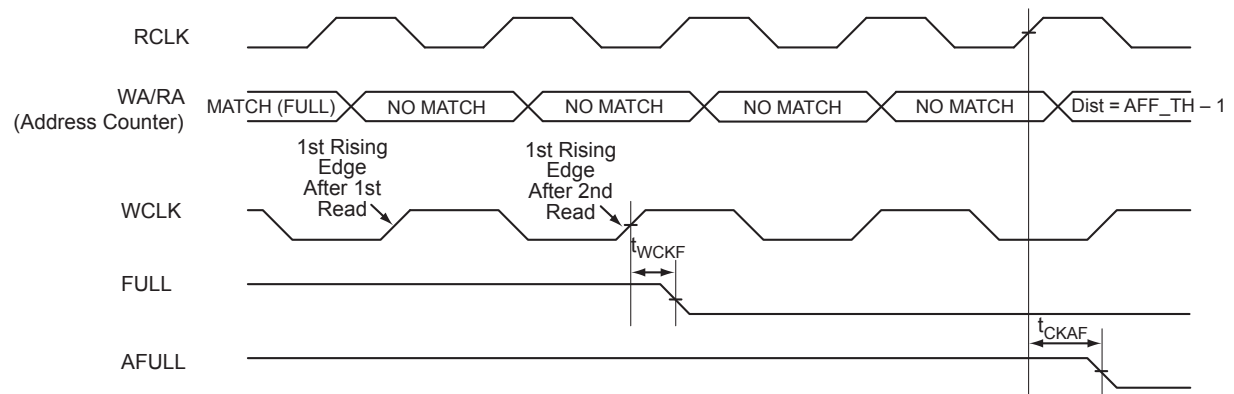 RCLK
WA/RA
(Address Counter)
MATCH (FULL)
NO MATCH
NO MATCH
NO MATCH
NO MATCH
Dist = AFF_TH – 1
1st Rising
Edge
After 1st
Read
1st Rising
Edge
After 2nd
Read
WCLK
tWCKF
FULL
tCKAF
AFULL